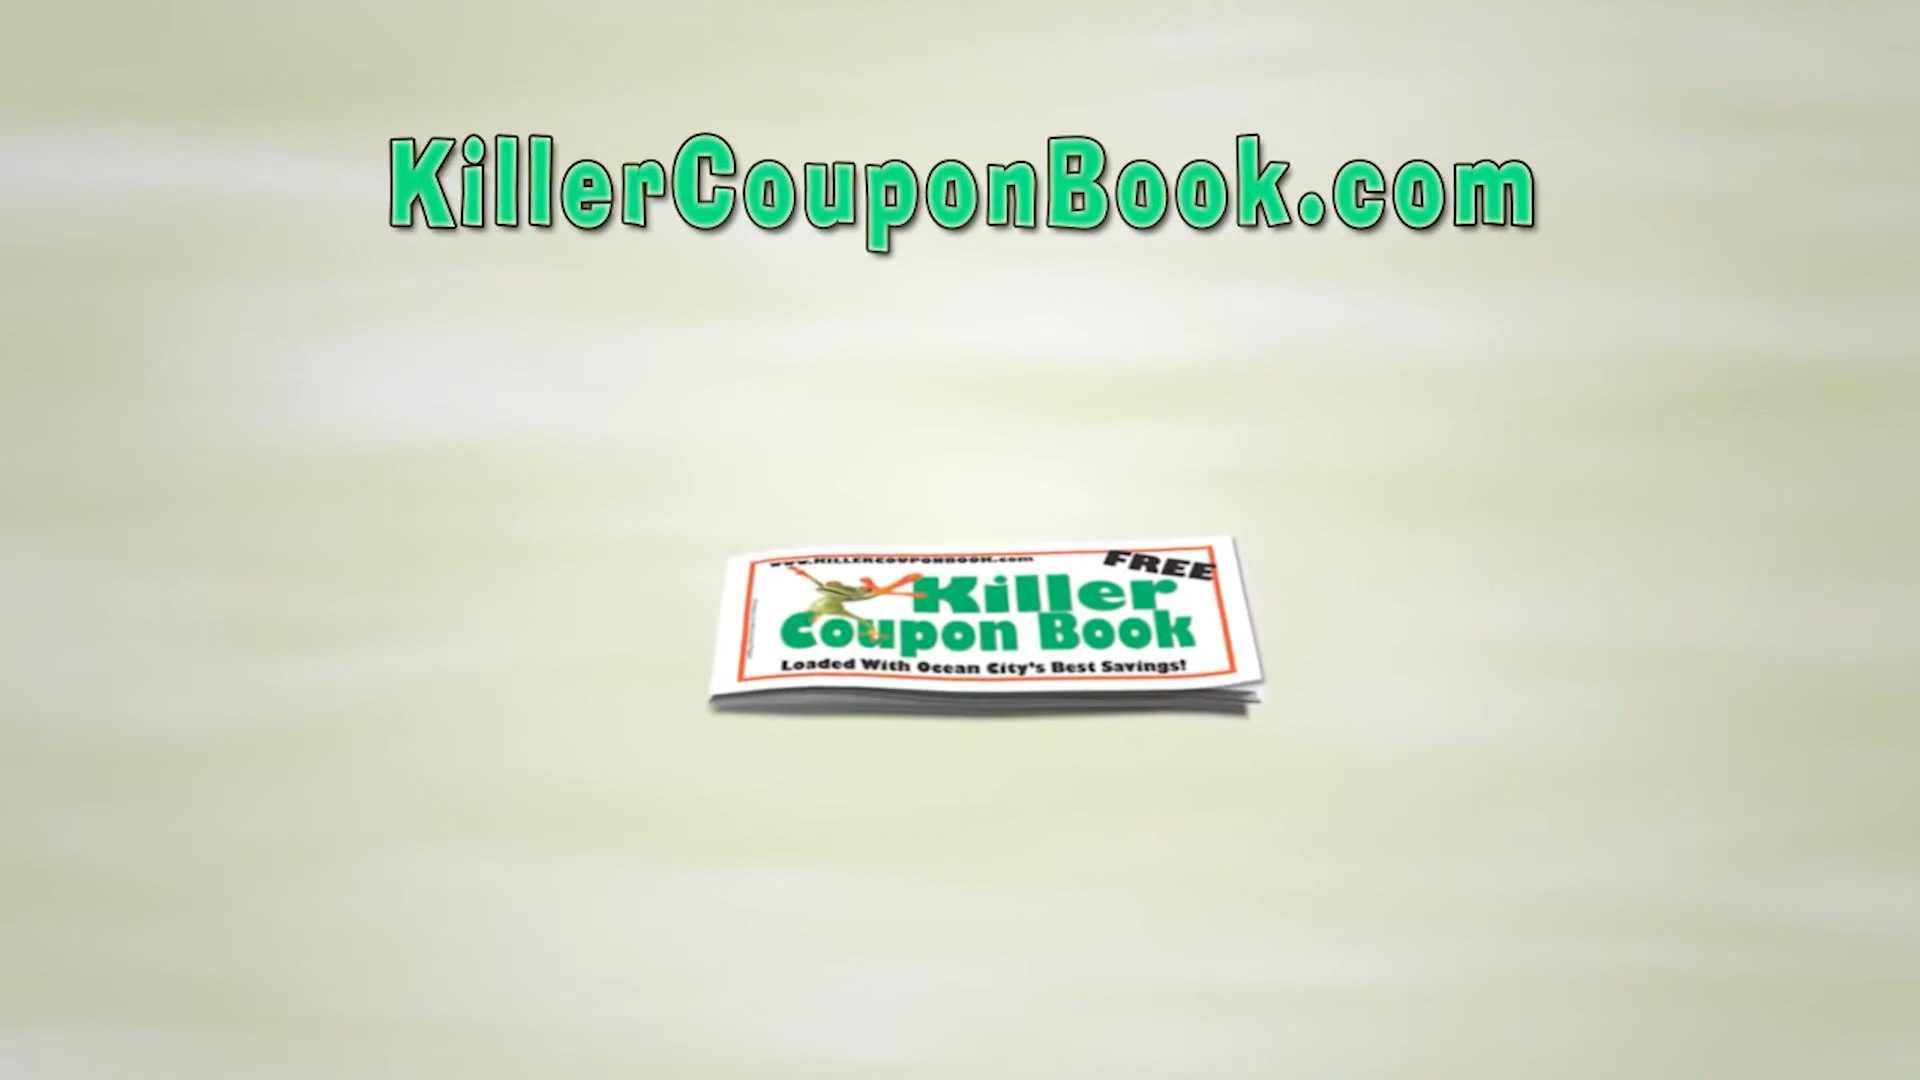 KillerCouponBook.com
www.KILLERCOUPONBOOK.com
FREE
Killer
Coupon Book
Loaded With Ocean City's Best Savings!